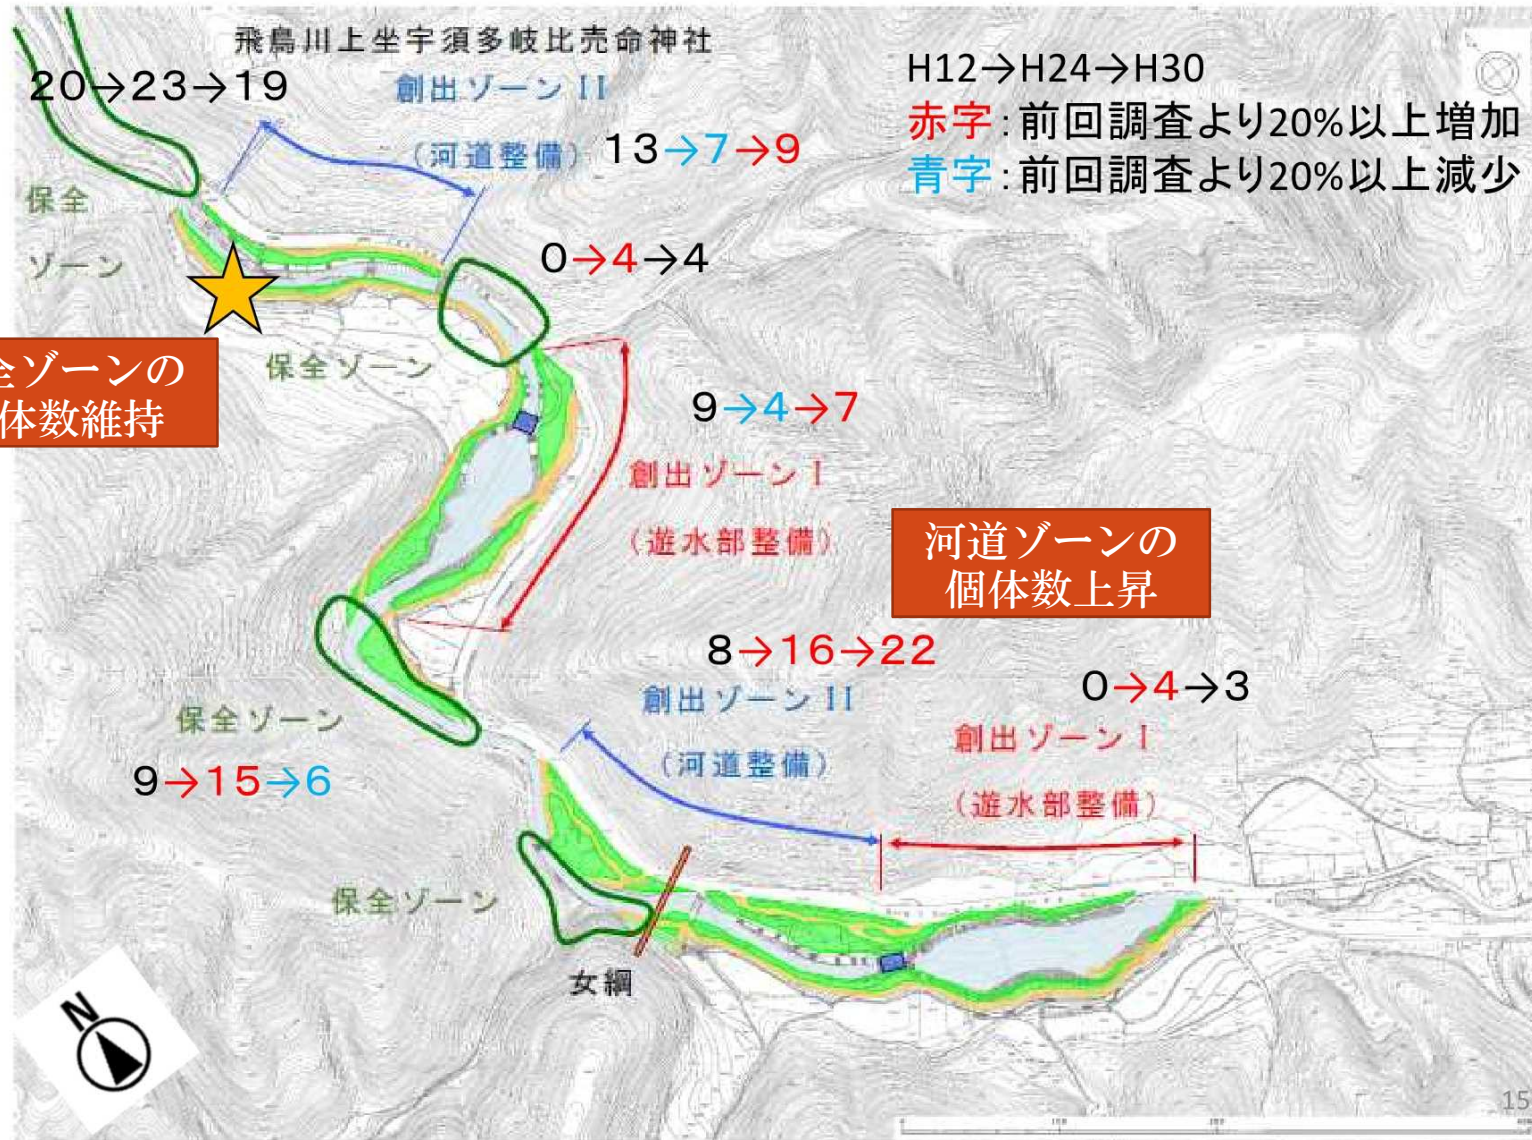 飛鳥川上坐宇須多岐比売命神社
20→23→19
創出ゾーン II
(河道整備)
13→7→9
H12→H24→H30
赤字:前回調査より20%以上増加
青字:前回調査より20%以上減少
保全
ゾーン
0→4→4
全ゾーンの
体数維持
保全ゾーン
9→4→7
創出ゾーン I
(遊水部整備)
河道ゾーンの
個体数上昇
8→16→22
創出ゾーン II
(河道整備)
0→4→3
創出ゾーン I
(遊水部整備)
保全ゾーン
9→15→6
保全ゾーン
女綱
N
15